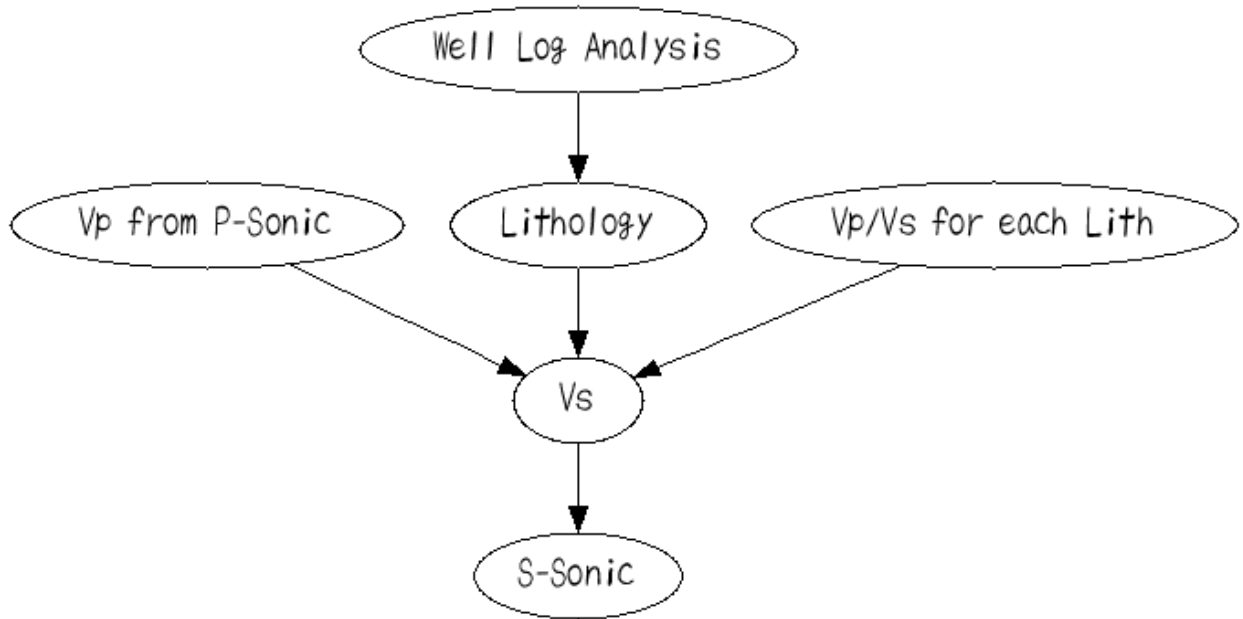 Well Log Analysis
Vp from P-Sonic
Lithology
Vp/Vs for each Lith
Vs
S-Sonic